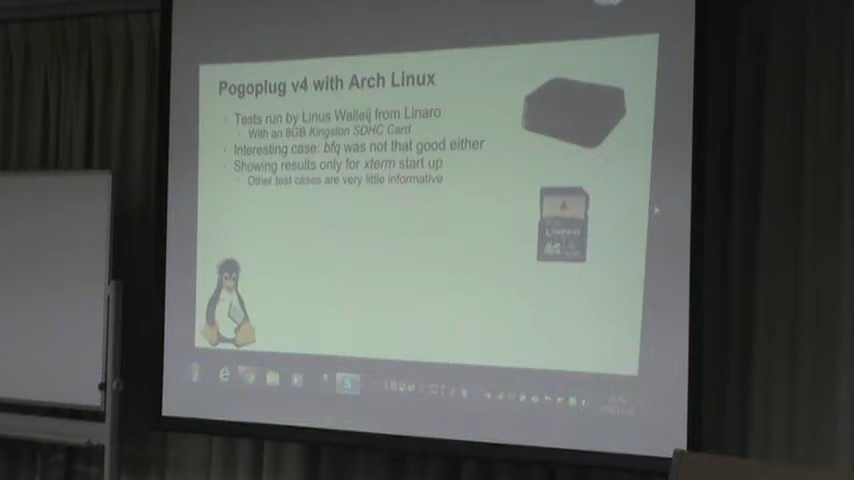 Pogoplug v4 with Arch Linux
Tests run by Linus Walleij from Linaro
With an 8GB Kingston SDHC Card
Interesting case: bfq was not that good either
Showing results only for xterm start up
Other test cases are very little informative